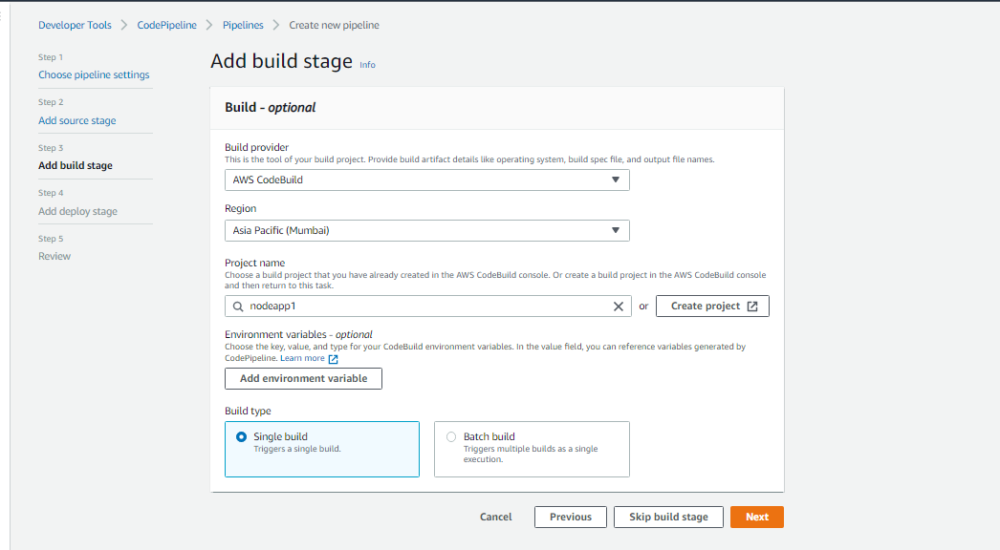 Developer Tools > CodePipeline > Pipelines > Create new pipeline
Step 1
Choose pipeline settings
Step 2
Add source stage
Step 3
Add build stage
Step 4
Add deploy stage
Step 5
Review
Add build stage Info
Build - optional
Build provider
This is the tool of your build project. Provide build artifact details like operating system, build spec file, and output file names.
AWS CodeBuild
Region
Asia Pacific (Mumbai)
Project name
Choose a build project that you have already created in the AWS CodeBuild console. Or create a build project in the AWS CodeBuild console
and then return to this task.
nodeapp1
or
Create project
Environment variables - optional
Choose the key, value, and type for your CodeBuild environment variables. In the value field, you can reference variables generated by
CodePipeline. Learn more
Add environment variable
Build type
Single build
Triggers a single build.
Batch build
Triggers multiple builds as a single
execution.
Cancel
Previous
Skip build stage
Next